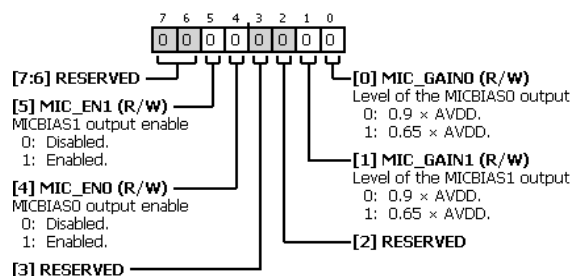 7 6 5 4 3 2 1 0
0 0 0 0 0 0 0 0
[7:6] RESERVED
[5] MIC_EN1 (R/W)
MICBIAS1 output enable
0: Disabled.
1: Enabled.
[4] MIC_EN0 (R/W)
MICBIAS0 output enable
0: Disabled.
1: Enabled.
[3] RESERVED
[0] MIC_GAIN0 (R/W)
Level of the MICBIAS0 output
0: 0.9 × AVDD.
1: 0.65 × AVDD.
[1] MIC_GAIN1 (R/W)
Level of the MICBIAS1 output
0: 0.9 × AVDD.
1: 0.65 × AVDD.
[2] RESERVED